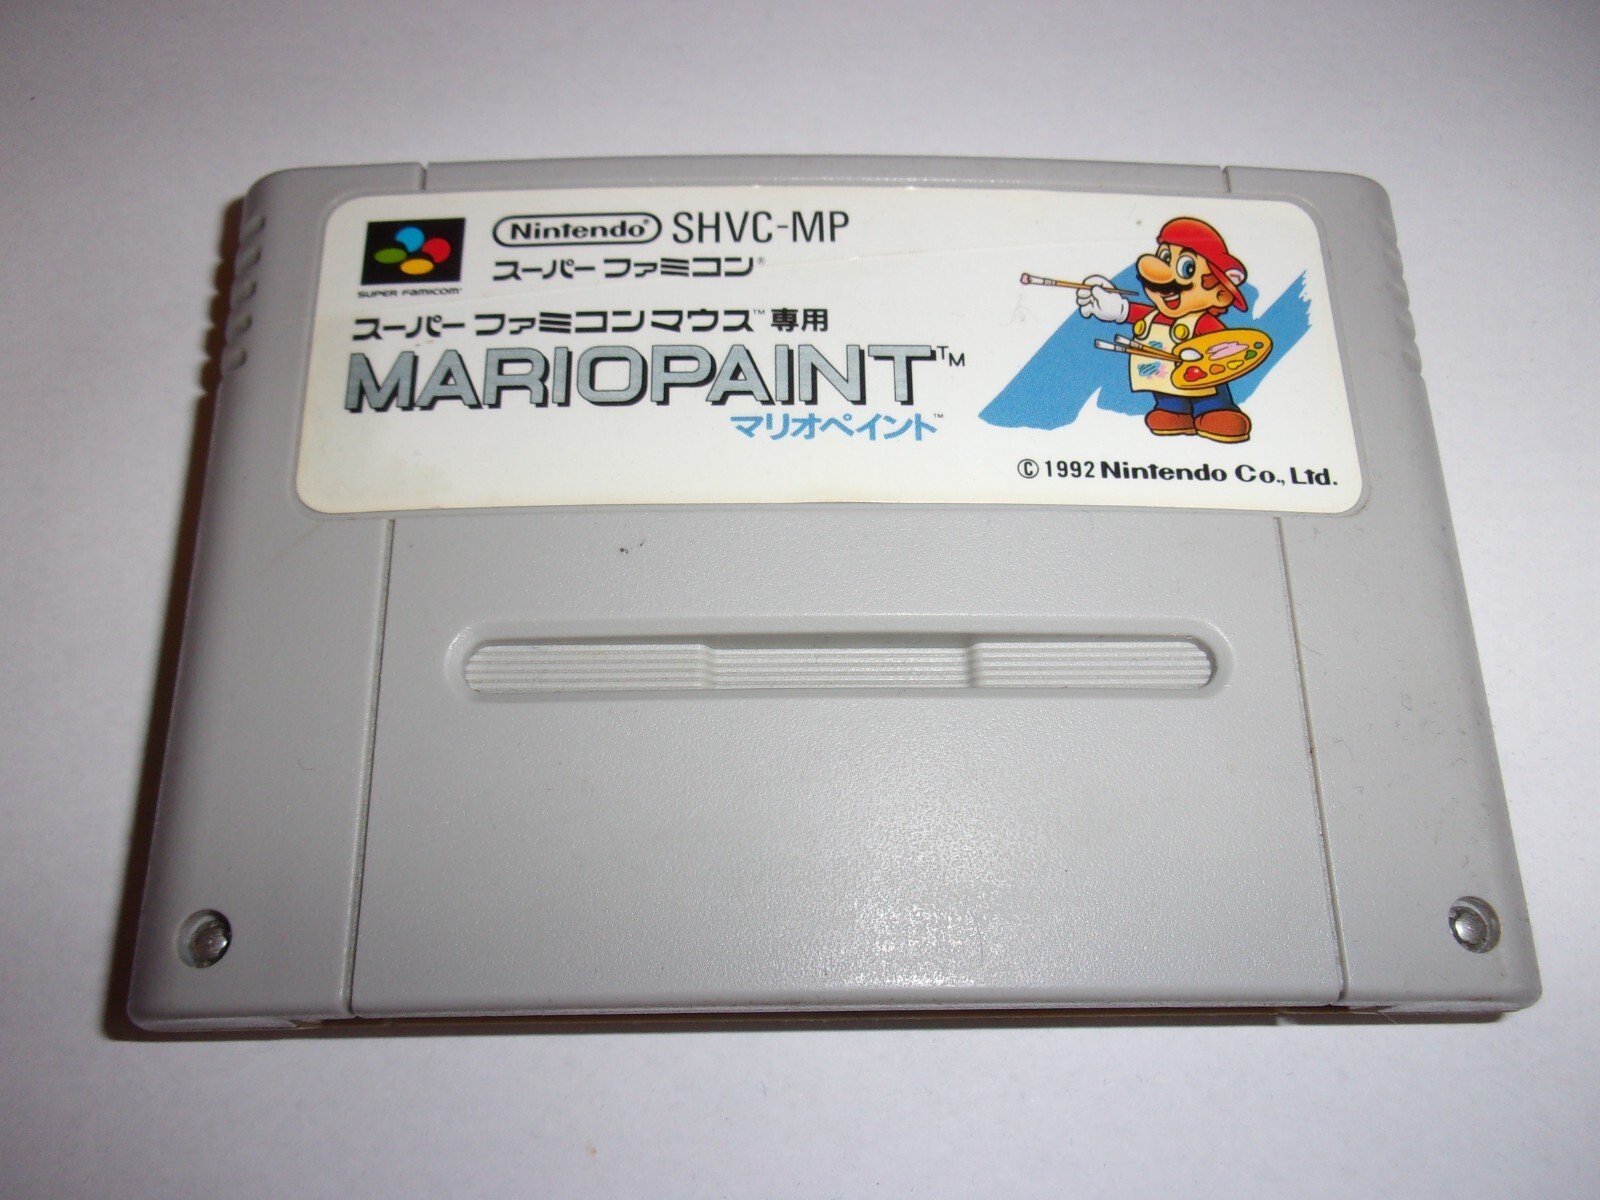 SUPER FAMICOM
Nintendo® SHVC-MP
スーパーファミコン®
スーパーファミコンマウス™専用
MARIOPAINT™
マリオペイント™
©1992 Nintendo Co., Ltd.